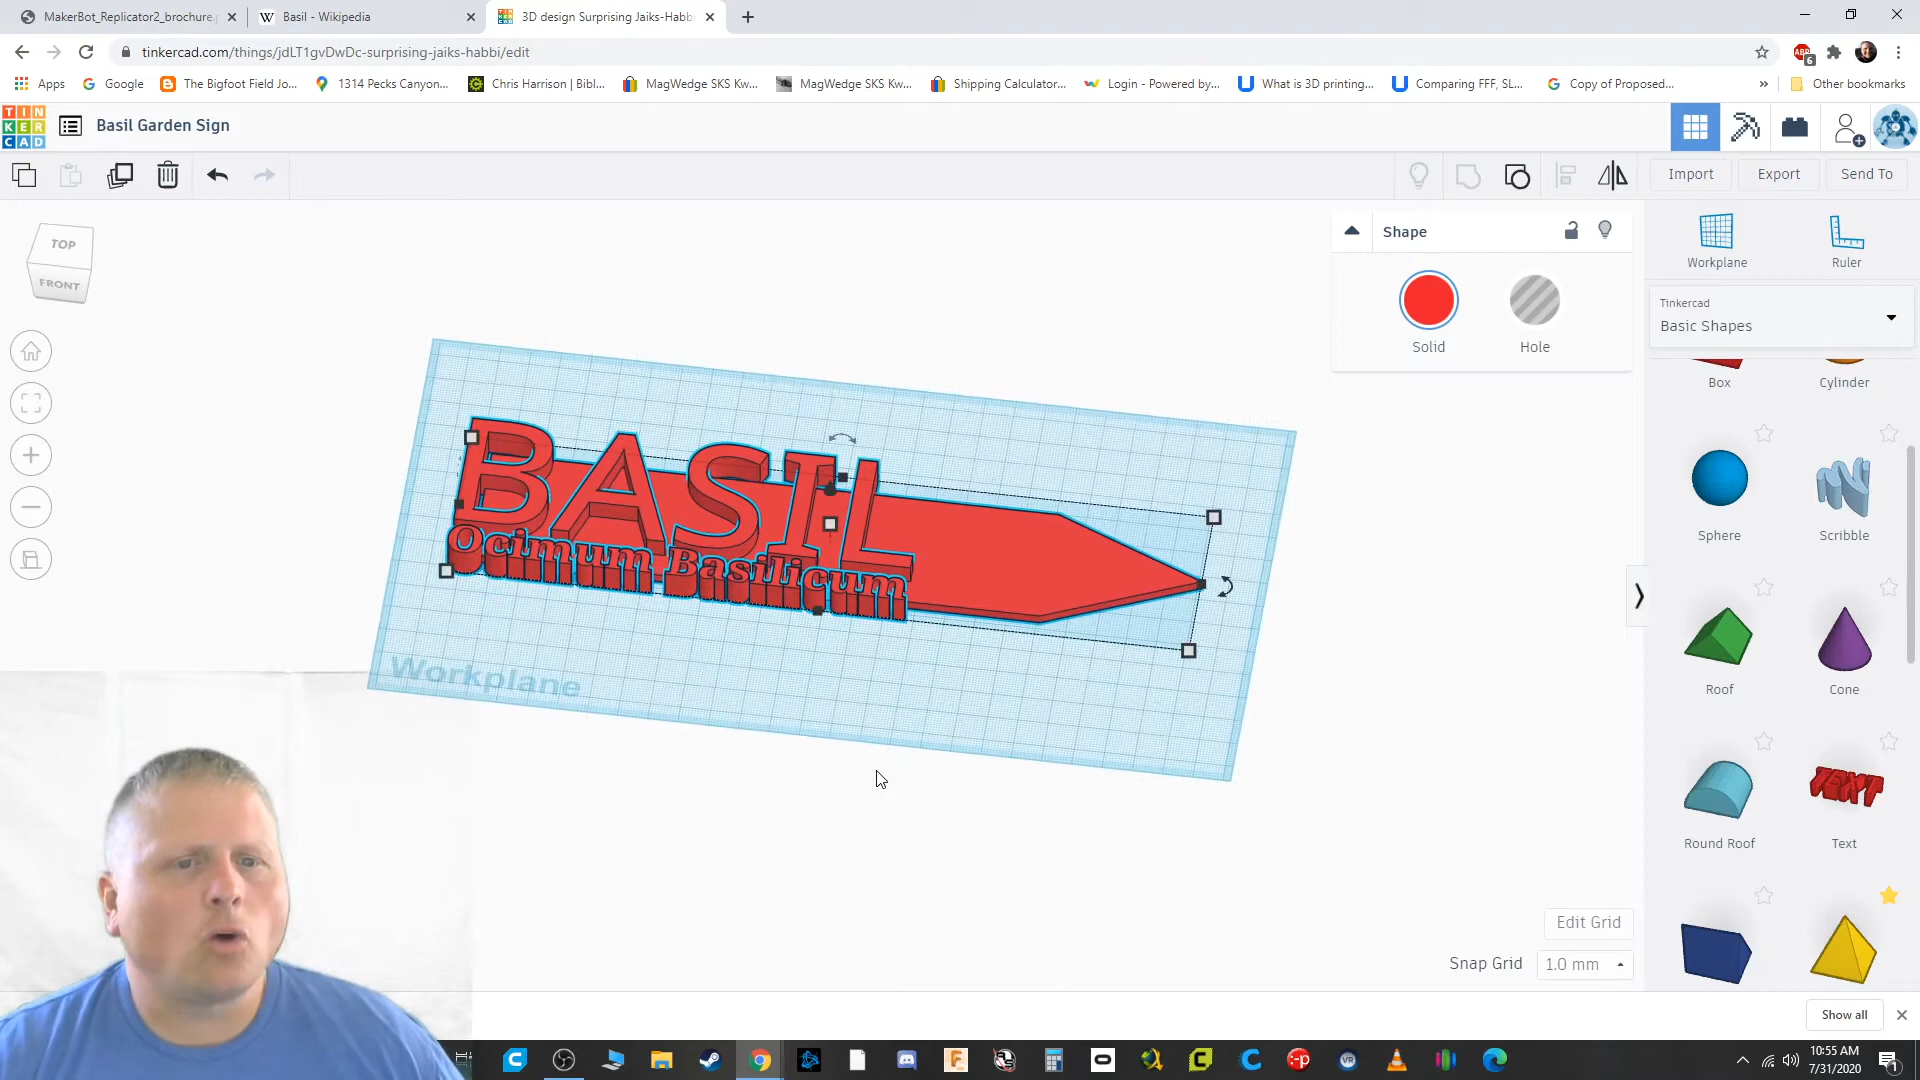 MakerBot_Replicator2_brochure.
Basil - Wikipedia
3D design Surprising Jaiks-Habb
tinkercad.com/things/jdLT1gvDwDc-surprising-jaiks-habbi/edit
ABP
6
Apps
Google
The Bigfoot Field Jo...
1314 Pecks Canyon...
Chris Harrison | Bibl...
MagWedge SKS Kw...
MagWedge SKS Kw...
Shipping Calculator...
Login - Powered by...
What is 3D printing...
Comparing FFF, SL...
Copy of Proposed...
Other bookmarks
TIN
KER
CAD
Basil Garden Sign
Import
Export
Send To
TOP
FRONT
Shape
Solid
Hole
Workplane
Ruler
Tinkercad
Basic Shapes
Box
Cylinder
Sphere
Scribble
Roof
Cone
TEXT
Round Roof
Text
BASIL
Ocimum Basilicum
Workplane
Edit Grid
Snap Grid
1.0 mm
Show all
10:55 AM
7/31/2020
1